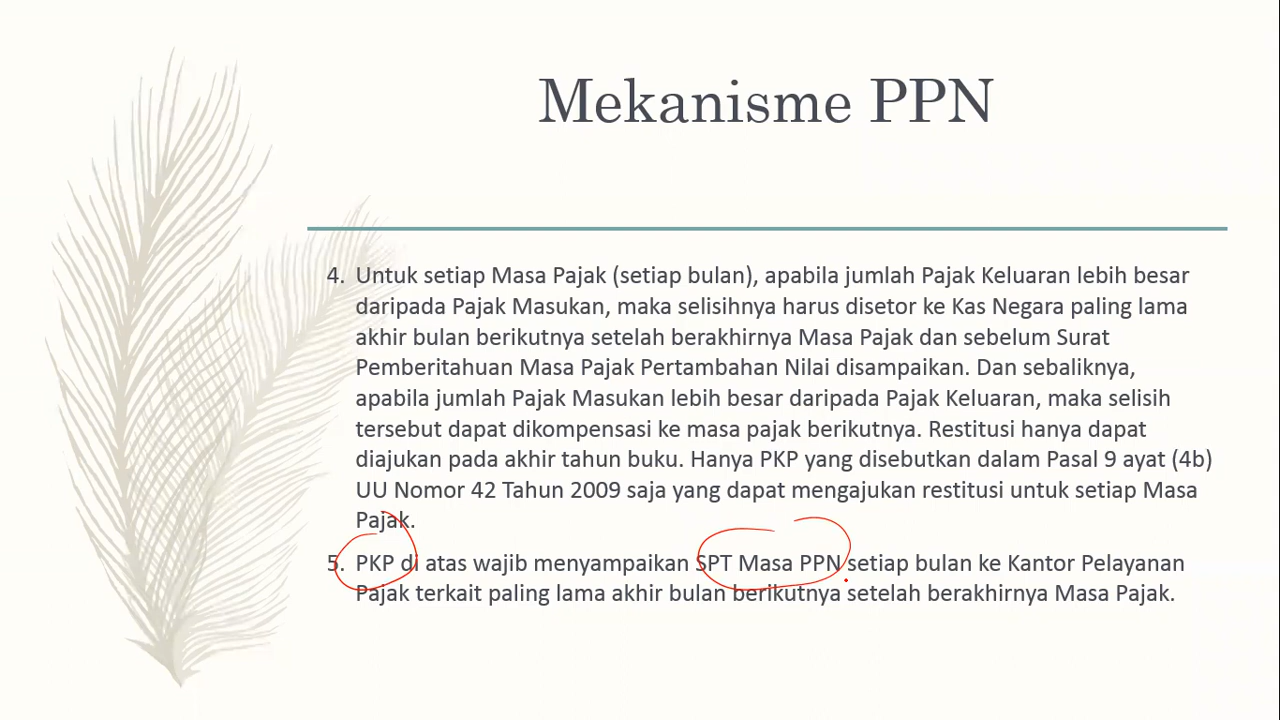 Mekanisme PPN
4. Untuk setiap Masa Pajak (setiap bulan), apabila jumlah Pajak Keluaran lebih besar
daripada Pajak Masukan, maka selisihnya harus disetor ke Kas Negara paling lama
akhir bulan berikutnya setelah berakhirnya Masa Pajak dan sebelum Surat
Pemberitahuan Masa Pajak Pertambahan Nilai disampaikan. Dan sebaliknya,
apabila jumlah Pajak Masukan lebih besar daripada Pajak Keluaran, maka selisih
tersebut dapat dikompensasi ke masa pajak berikutnya. Restitusi hanya dapat
diajukan pada akhir tahun buku. Hanya PKP yang disebutkan dalam Pasal 9 ayat (4b)
UU Nomor 42 Tahun 2009 saja yang dapat mengajukan restitusi untuk setiap Masa
Pajak.
5. PKP di atas wajib menyampaikan SPT Masa PPN setiap bulan ke Kantor Pelayanan
Pajak terkait paling lama akhir bulan berikutnya setelah berakhirnya Masa Pajak.